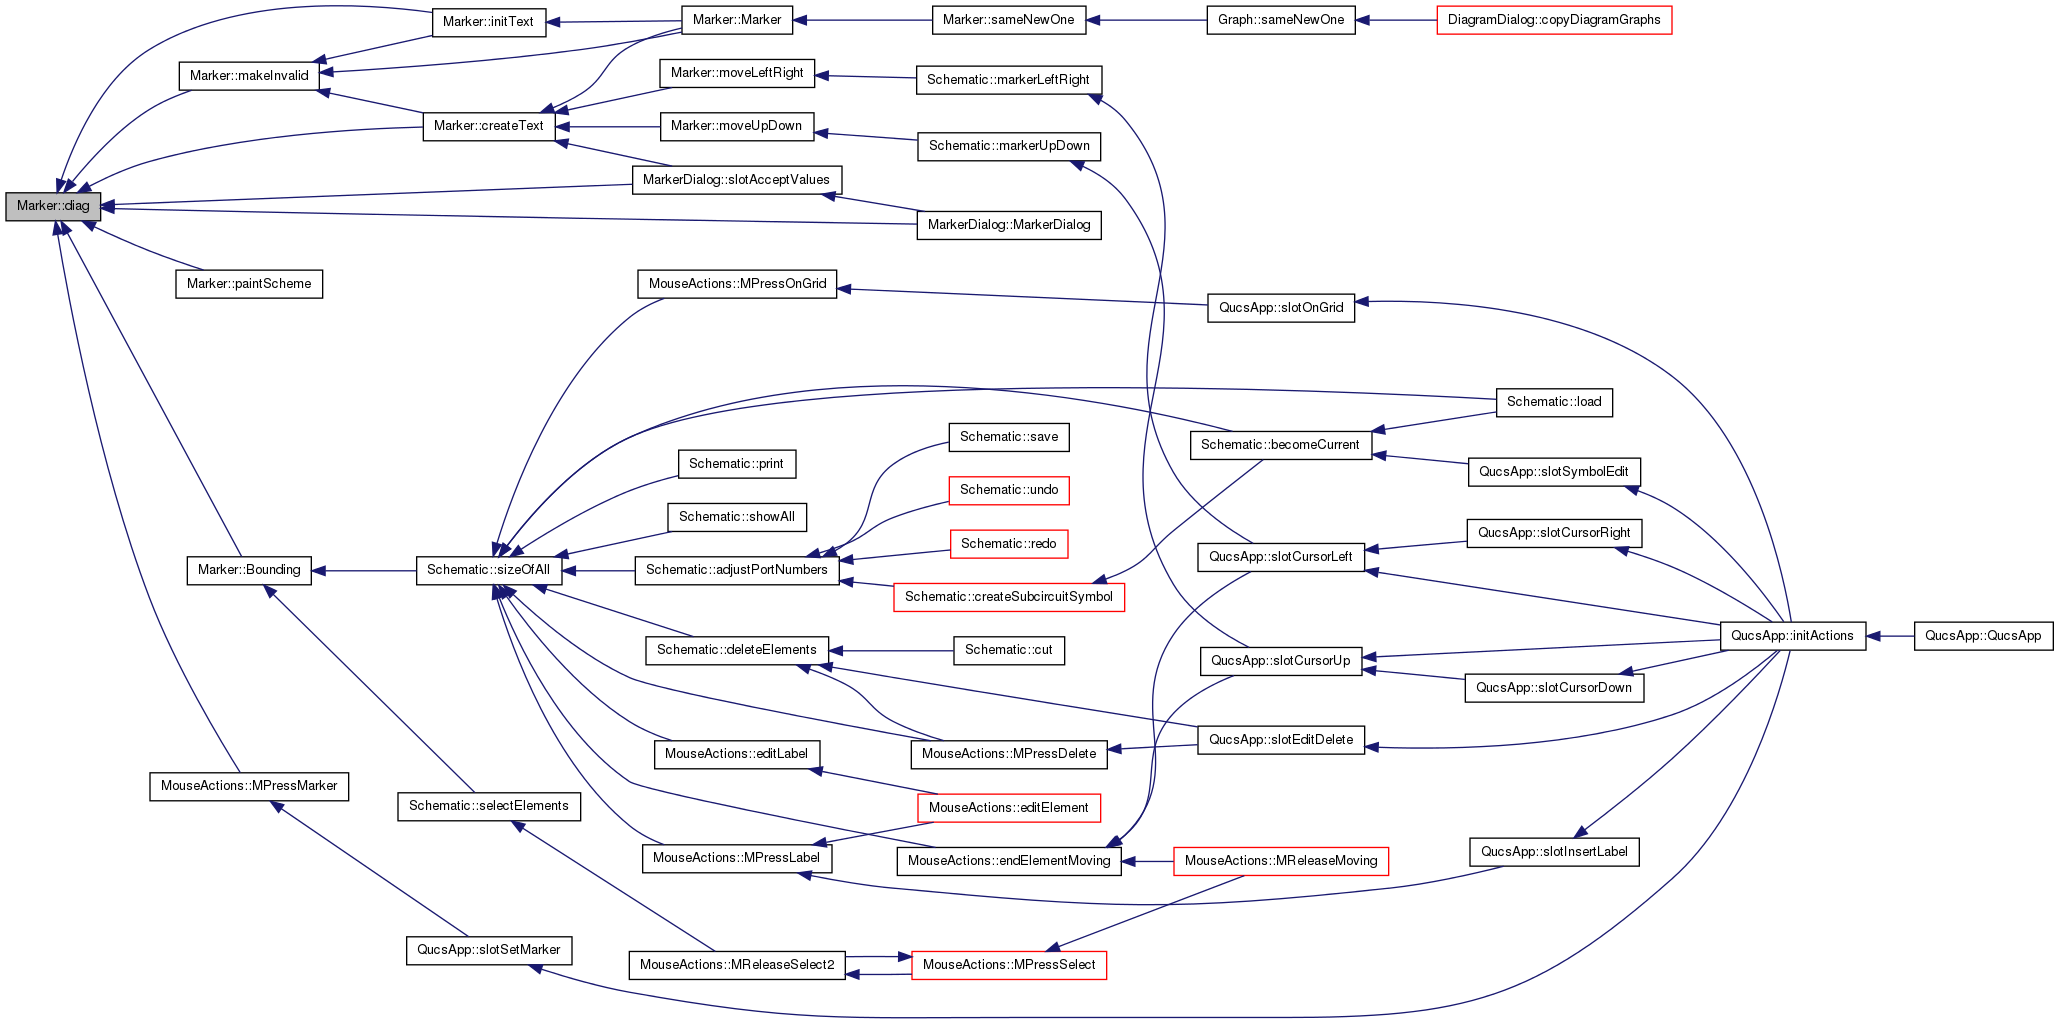 Marker::initText
Marker::Marker
Marker::sameNewOne
Graph::sameNewOne
DiagramDialog::copyDiagramGraphs
Marker::makeInvalid
Marker::moveLeftRight
Schematic::markerLeftRight
Marker::createText
Marker::moveUpDown
Schematic::markerUpDown
MarkerDialog::slotAcceptValues
Marker::diag
MarkerDialog::MarkerDialog
Marker::paintScheme
MouseActions::MPressOnGrid
QucsApp::slotOnGrid
Schematic::load
Schematic::save
Schematic::becomeCurrent
Schematic::print
QucsApp::slotSymbolEdit
Schematic::undo
Schematic::showAll
QucsApp::slotCursorRight
Schematic::redo
QucsApp::slotCursorLeft
Marker::Bounding
Schematic::sizeOfAll
Schematic::adjustPortNumbers
Schematic::createSubcircuitSymbol
QucsApp::initActions
QucsApp::QucsApp
Schematic::deleteElements
Schematic::cut
QucsApp::slotCursorUp
QucsApp::slotCursorDown
QucsApp::slotEditDelete
MouseActions::editLabel
MouseActions::MPressDelete
MouseActions::MPressMarker
Schematic::selectElements
MouseActions::editElement
MouseActions::MPressLabel
MouseActions::endElementMoving
MouseActions::MReleaseMoving
QucsApp::slotInsertLabel
QucsApp::slotSetMarker
MouseActions::MReleaseSelect2
MouseActions::MPressSelect